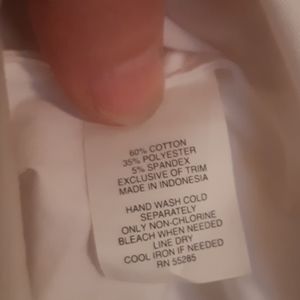 60% COTTON
35% POLYESTER
5% SPANDEX
EXCLUSIVE OF TRIM
MADE IN INDONESIA
HAND WASH COLD
SEPARATELY
ONLY NON-CHLORINE
BLEACH WHEN NEEDED
LINE DRY
COOL IRON IF NEEDED
RN 55285